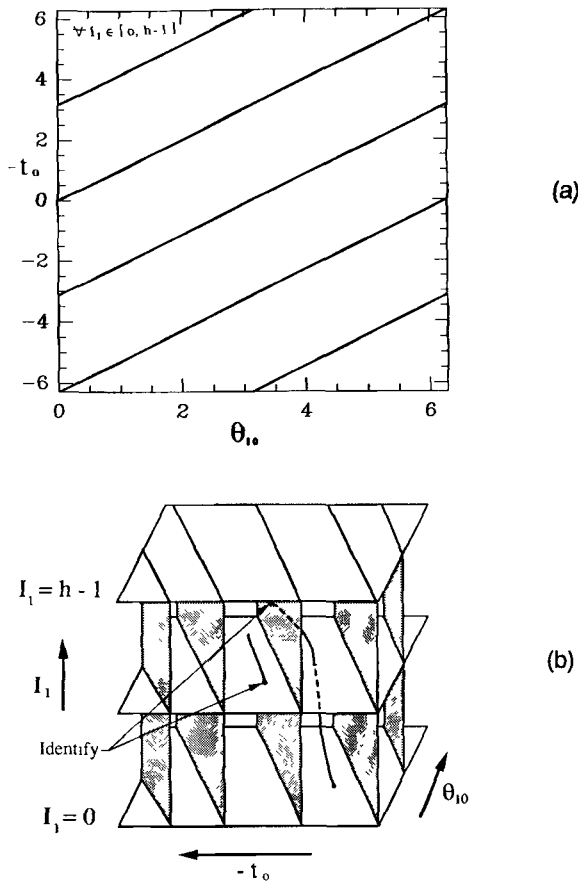 ∀ I₁ ∈ [0, h-1]
6
4
2
-t₀
0
-2
-4
-6
0 2 4 6
θ₁₀
(a)
I₁ = h - 1
I₁
(b)
Identify
θ₁₀
I₁ = 0
-t₀